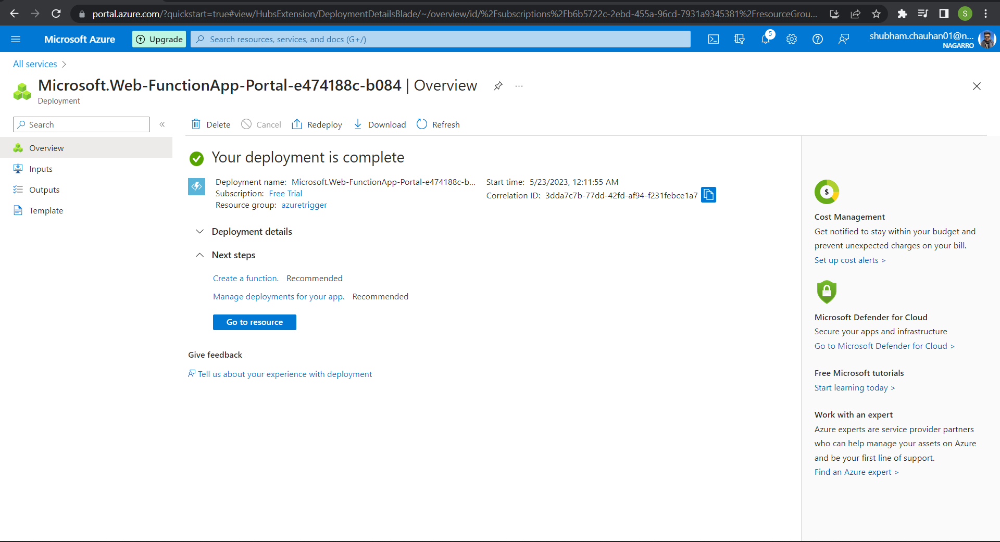 portal.azure.com/?quickstart=true#view/HubsExtension/DeploymentDetailsBlade/~/overview/id/%2Fsubscriptions%2Fb6b5722c-2ebd-455a-96cd-7931a9345381%2FresourceGrou...
S
Microsoft Azure
Upgrade
Search resources, services, and docs (G+/)
5
shubham.chauhan01@n...
NAGARRO
All services >
Microsoft.Web-FunctionApp-Portal-e474188c-b084 | Overview
Deployment
Search
«
Delete
Cancel
Redeploy
Download
Refresh
Overview
Inputs
Outputs
Template
Your deployment is complete
Deployment name: Microsoft.Web-FunctionApp-Portal-e474188c-b...
Subscription: Free Trial
Resource group: azuretrigger
Start time: 5/23/2023, 12:11:55 AM
Correlation ID: 3dda7c7b-77dd-42fd-af94-f231febce1a7
Deployment details
Next steps
Create a function. Recommended
Manage deployments for your app. Recommended
Go to resource
Give feedback
Tell us about your experience with deployment
$
Cost Management
Get notified to stay within your budget and
prevent unexpected charges on your bill.
Set up cost alerts >
Microsoft Defender for Cloud
Secure your apps and infrastructure
Go to Microsoft Defender for Cloud >
Free Microsoft tutorials
Start learning today >
Work with an expert
Azure experts are service provider partners
who can help manage your assets on Azure
and be your first line of support.
Find an Azure expert >